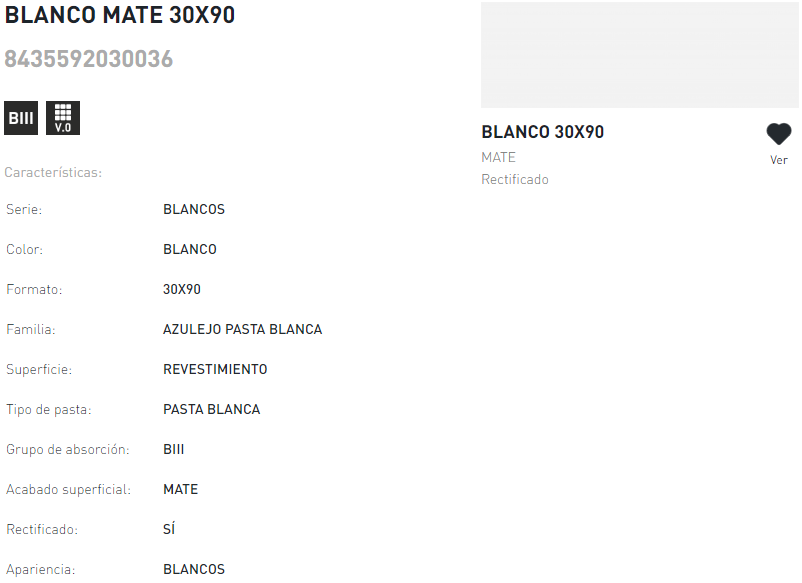 BLANCO MATE 30X90
8435592030036
BIII
V.0
Características:
Serie: BLANCOS
Color: BLANCO
Formato: 30X90
Familia: AZULEJO PASTA BLANCA
Superficie: REVESTIMIENTO
Tipo de pasta: PASTA BLANCA
Grupo de absorción: BIII
Acabado superficial: MATE
Rectificado: SÍ
Apariencia: BLANCOS
BLANCO 30X90
MATE
Rectificado
Ver